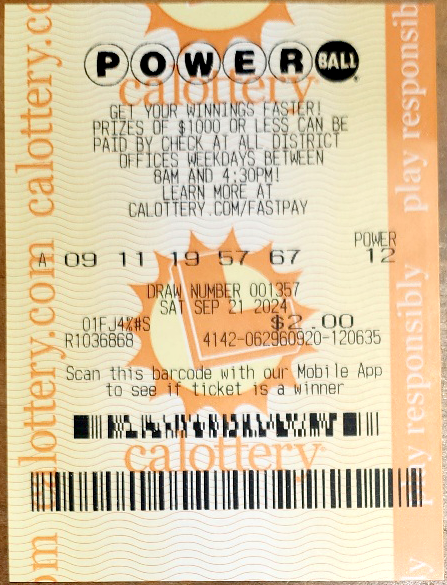 POWERBALL
calottery
GET YOUR WINNINGS FASTER!
PRIZES OF $1000 OR LESS CAN BE
PAID BY CHECK AT ALL DISTRICT
OFFICES WEEKDAYS BETWEEN
8AM AND 4:30PM!
LEARN MORE AT
CALOTTERY.COM/FASTPAY
POWER
A 09 11 19 57 67 12
DRAW NUMBER 001357
SAT SEP 21 2024
01FJ4%#S $2.00
R1036868 4142-062960920-120635
Scan this barcode with our Mobile App
to see if ticket is a winner
calottery
calottery.com calottery.c
play responsibly play responsib